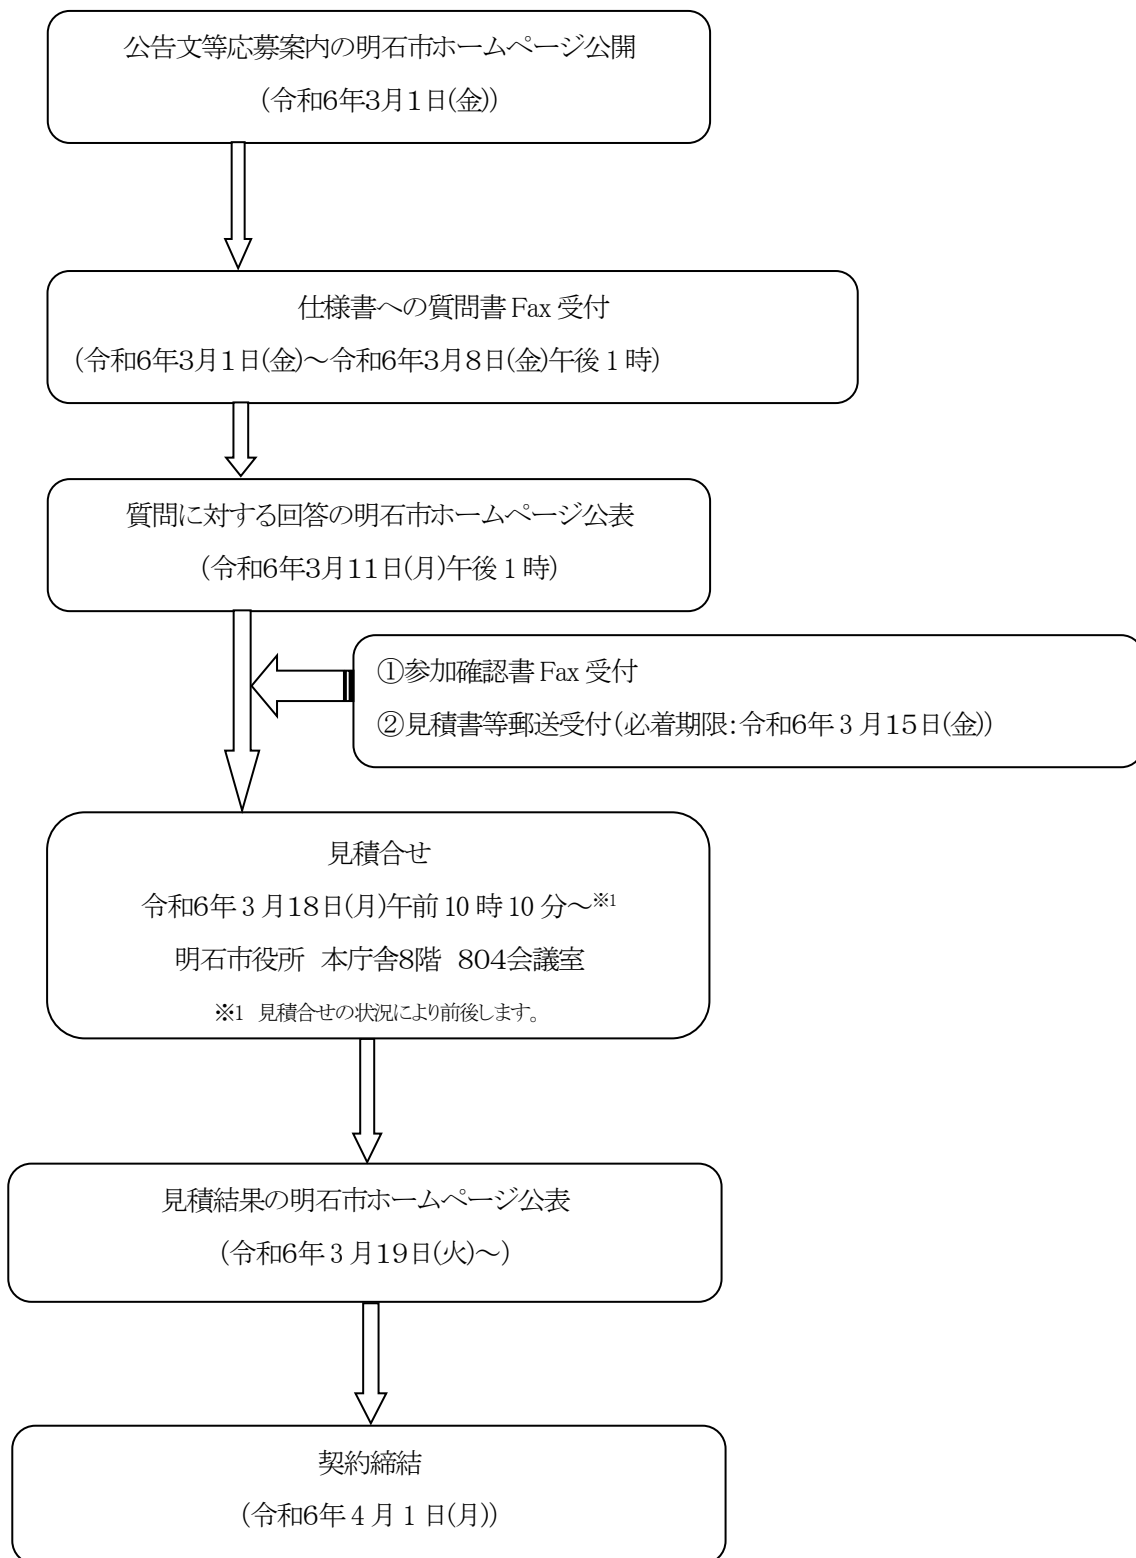 公告文等応募案内の明石市ホームページ公開
(令和6年3月1日(金))
仕様書への質問書 Fax 受付
(令和6年3月1日(金)～令和6年3月8日(金)午後1時)
質問に対する回答の明石市ホームページ公表
(令和6年3月11日(月)午後1時)
①参加確認書 Fax 受付
②見積書等郵送受付(必着期限:令和6年3月15日(金))
見積合せ
令和6年3月18日(月)午前10時10分～※1
明石市役所 本庁舎8階 804会議室
※1 見積合せの状況により前後します。
見積結果の明石市ホームページ公表
(令和6年3月19日(火)～)
契約締結
(令和6年4月1日(月))